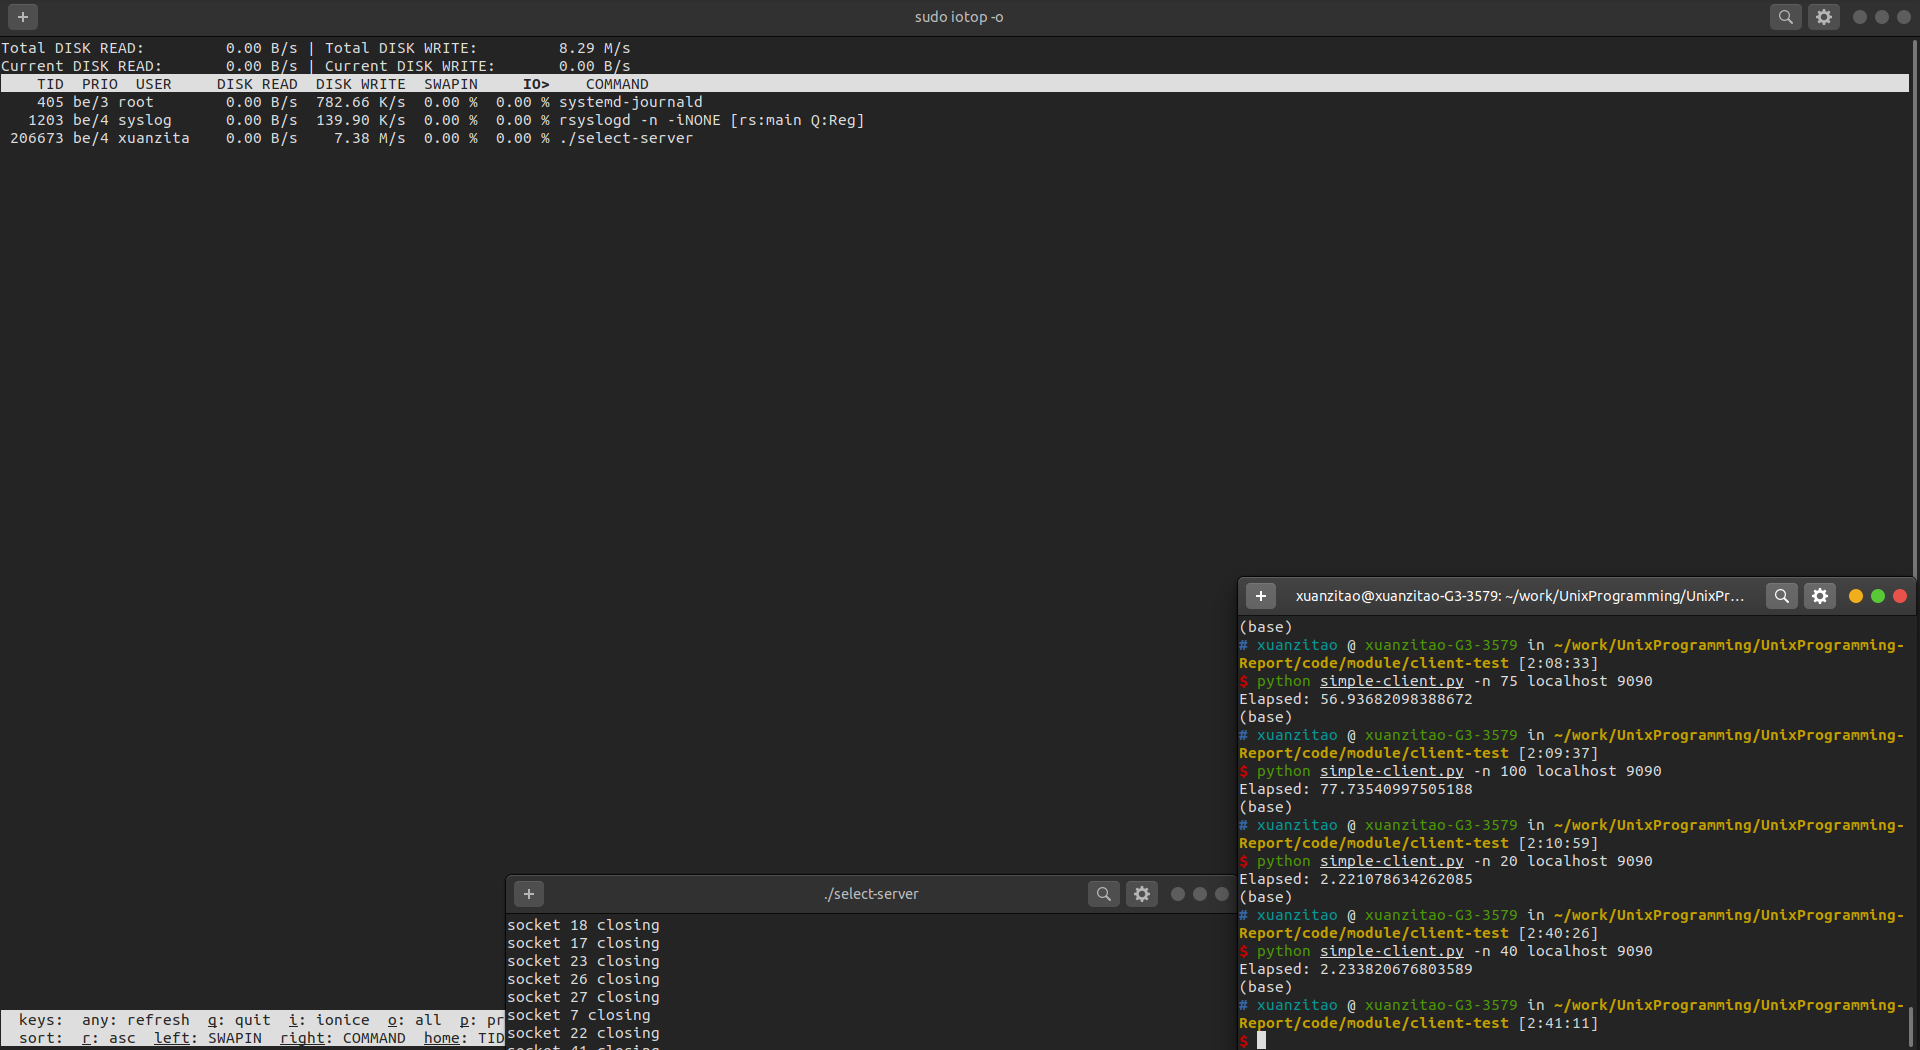 sudo iotop -o
Total DISK READ:         0.00 B/s | Total DISK WRITE:         8.29 M/s
Current DISK READ:       0.00 B/s | Current DISK WRITE:       0.00 B/s
TID  PRIO  USER     DISK READ  DISK WRITE  SWAPIN     IO>    COMMAND
405 be/3 root        0.00 B/s  782.66 K/s  0.00 %  0.00 % systemd-journald
1203 be/4 syslog      0.00 B/s  139.90 K/s  0.00 %  0.00 % rsyslogd -n -iNONE [rs:main Q:Reg]
206673 be/4 xuanzita    0.00 B/s    7.38 M/s  0.00 %  0.00 % ./select-server
keys:  any: refresh  q: quit  i: ionice  o: all  p: pr
sort:  r: asc  left: SWAPIN  right: COMMAND  home: TID
./select-server
socket 18 closing
socket 17 closing
socket 23 closing
socket 26 closing
socket 27 closing
socket 7 closing
socket 22 closing
socket 41 closing
xuanzitao@xuanzitao-G3-3579: ~/work/UnixProgramming/UnixPr...
(base)
# xuanzitao @ xuanzitao-G3-3579 in ~/work/UnixProgramming/UnixProgramming-
Report/code/module/client-test [2:08:33]
$ python simple-client.py -n 75 localhost 9090
Elapsed: 56.93682098388672
(base)
# xuanzitao @ xuanzitao-G3-3579 in ~/work/UnixProgramming/UnixProgramming-
Report/code/module/client-test [2:09:37]
$ python simple-client.py -n 100 localhost 9090
Elapsed: 77.73540997505188
(base)
# xuanzitao @ xuanzitao-G3-3579 in ~/work/UnixProgramming/UnixProgramming-
Report/code/module/client-test [2:10:59]
$ python simple-client.py -n 20 localhost 9090
Elapsed: 2.221078634262085
(base)
# xuanzitao @ xuanzitao-G3-3579 in ~/work/UnixProgramming/UnixProgramming-
Report/code/module/client-test [2:40:26]
$ python simple-client.py -n 40 localhost 9090
Elapsed: 2.233820676803589
(base)
# xuanzitao @ xuanzitao-G3-3579 in ~/work/UnixProgramming/UnixProgramming-
Report/code/module/client-test [2:41:11]
$